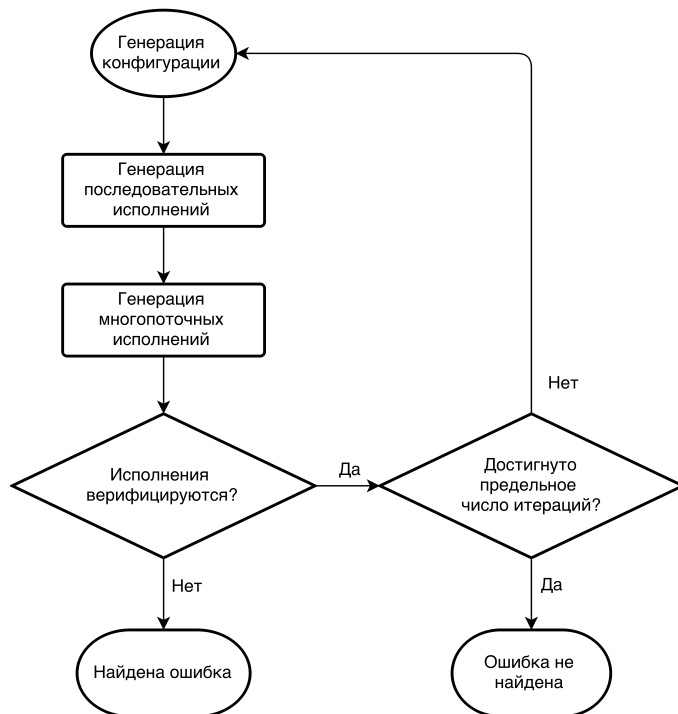 Генерация
конфигурации
Генерация
последовательных
исполнений
Генерация
многопоточных
исполнений
Нет
Исполнения
верифицируются?
Да
Достигнуто
предельное
число итераций?
Нет
Да
Найдена ошибка
Ошибка не
найдена